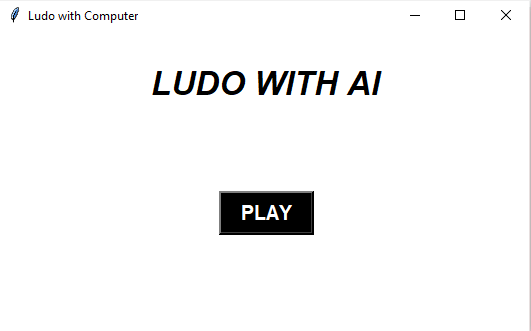 Ludo with Computer
LUDO WITH AI
PLAY